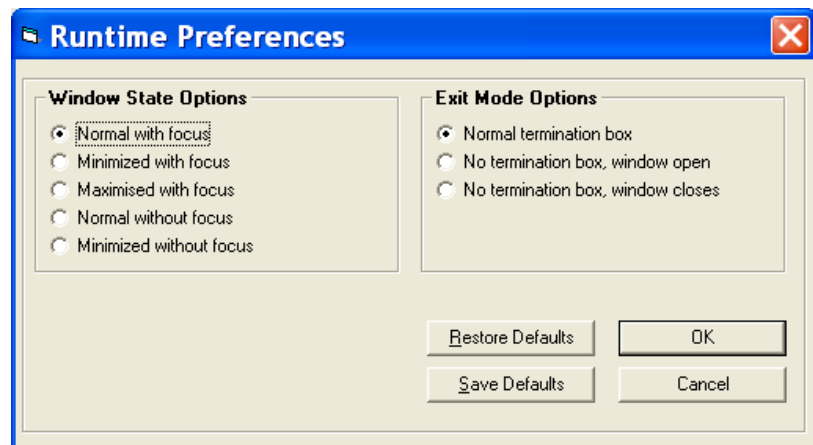 Runtime Preferences
Window State Options
Normal with focus
Minimized with focus
Maximised with focus
Normal without focus
Minimized without focus
Exit Mode Options
Normal termination box
No termination box, window open
No termination box, window closes
Restore Defaults
OK
Save Defaults
Cancel